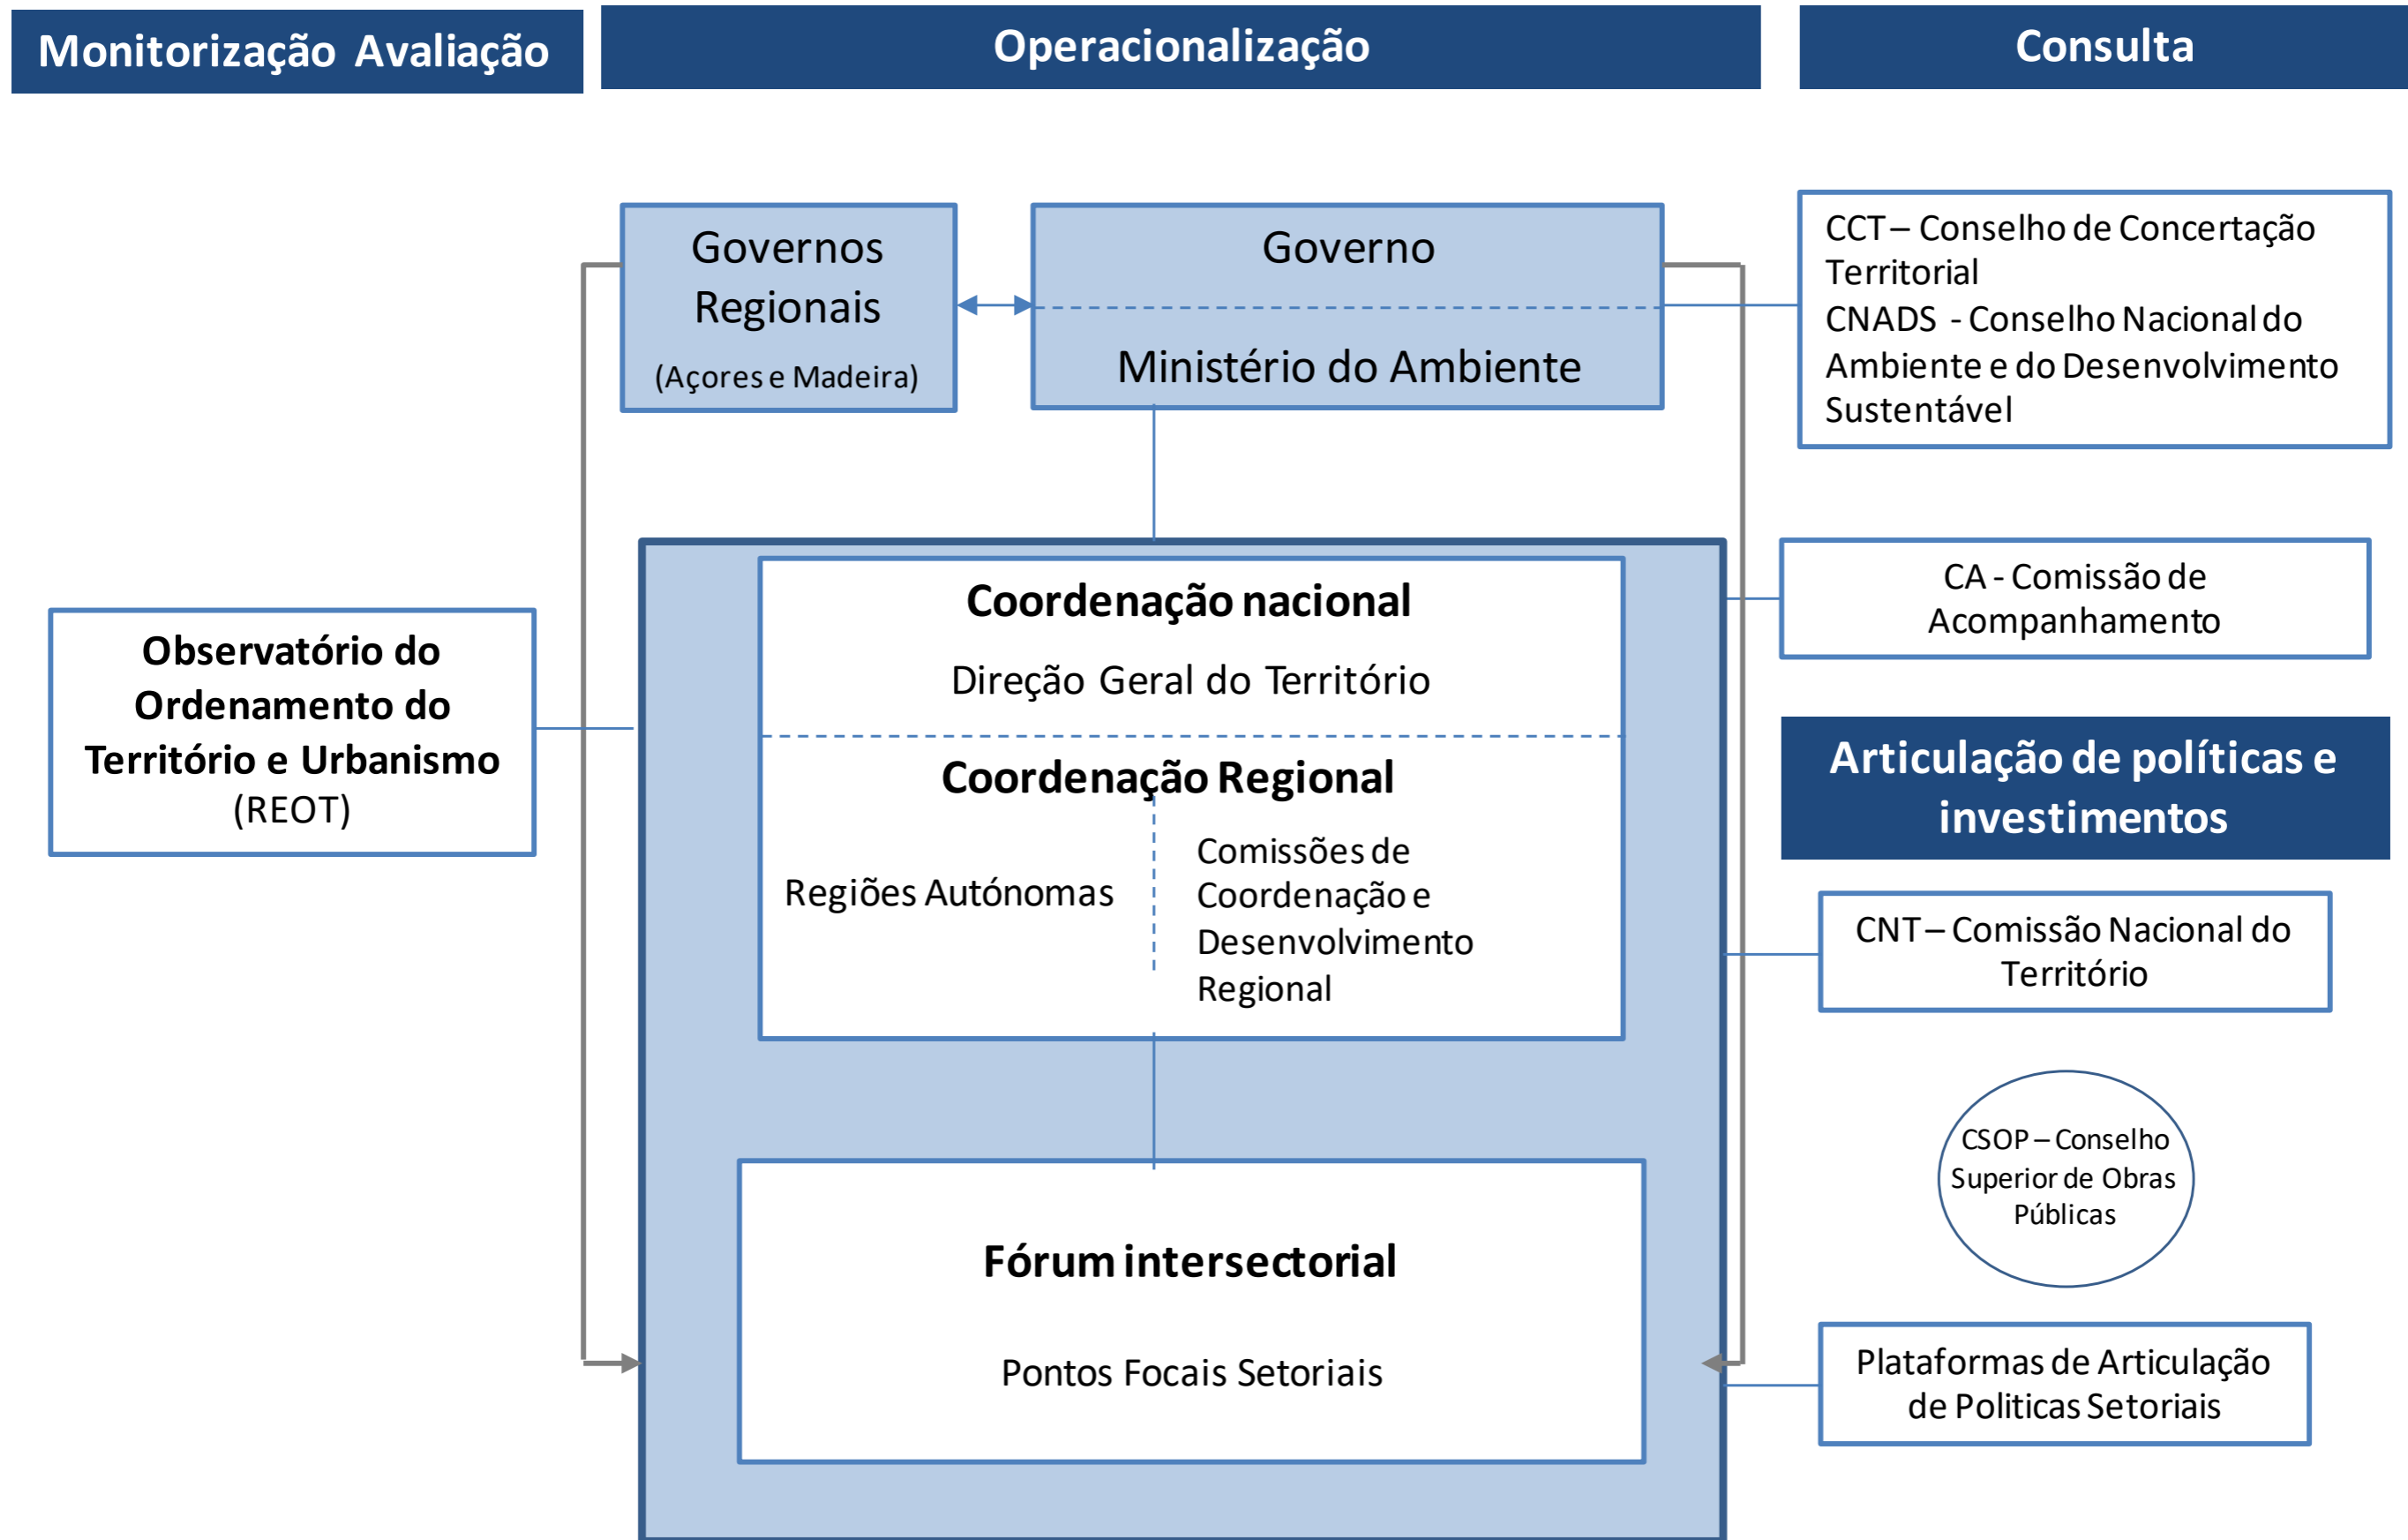 Monitorização Avaliação
Operacionalização
Consulta
Governos
Regionais
(Açores e Madeira)
Governo
Ministério do Ambiente
CCT – Conselho de Concertação
Territorial
CNADS - Conselho Nacional do
Ambiente e do Desenvolvimento
Sustentável
Observatório do
Ordenamento do
Território e Urbanismo
(REOT)
Coordenação nacional
Direção Geral do Território
Coordenação Regional
Regiões Autónomas
Comissões de
Coordenação e
Desenvolvimento
Regional
Fórum intersectorial
Pontos Focais Setoriais
CA - Comissão de
Acompanhamento
Articulação de políticas e
investimentos
CNT – Comissão Nacional do
Território
CSOP – Conselho
Superior de Obras
Públicas
Plataformas de Articulação
de Politicas Setoriais